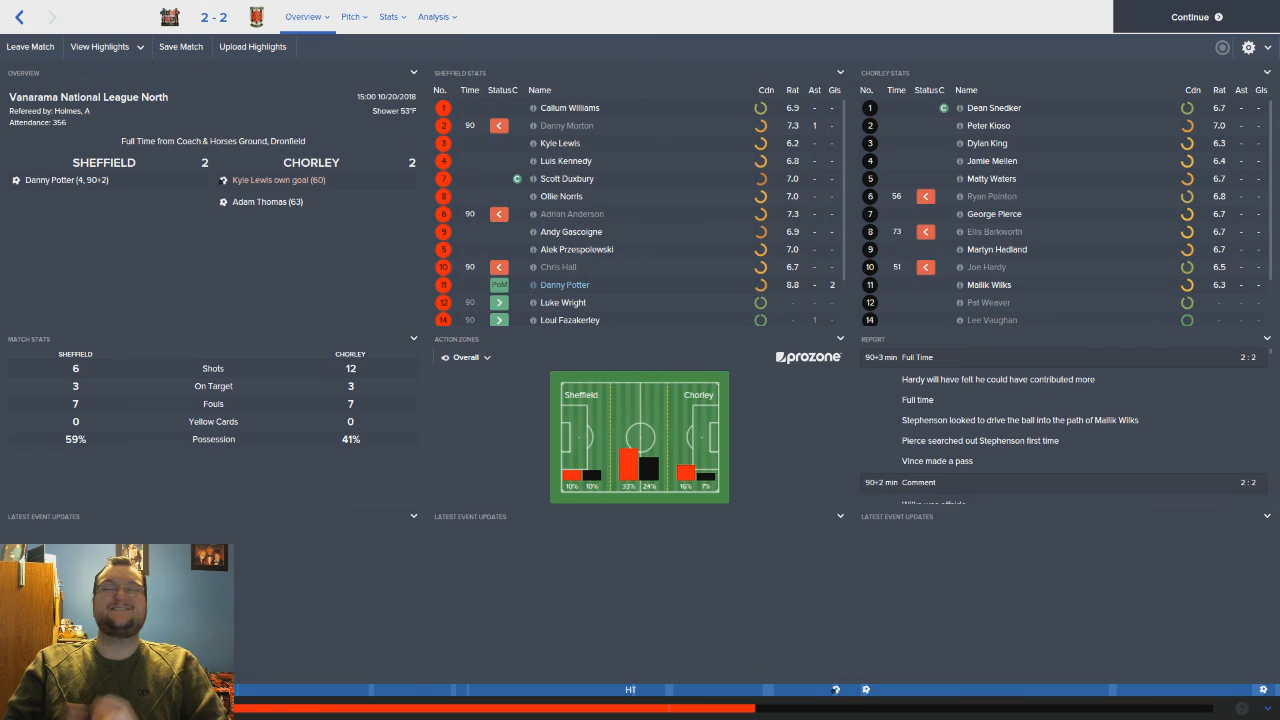 2 - 2
Overview Pitch Stats Analysis
Continue
Leave Match View Highlights Save Match Upload Highlights
OVERVIEW
Vanarama National League North 15:00 10/20/2018
Refereed by: Holmes, A Shower 53°F
Attendance: 356
Full Time from Coach & Horses Ground, Dronfield
SHEFFIELD 2 CHORLEY 2
Danny Potter (4, 90+2) Kyle Lewis own goal (60)
Adam Thomas (63)
SHEFFIELD STATS
No. Time Status C Name Cdn Rat Ast Gls
1 Callum Williams 6.9 - -
2 90 Danny Morton 7.3 1 -
3 Kyle Lewis 6.2 - -
4 Luis Kennedy 6.8 - -
7 C Scott Duxbury 7.0 - -
8 Ollie Norris 7.0 - -
6 90 Adrian Anderson 7.3 - -
9 Andy Gascoigne 6.9 - -
5 Alek Przespolewski 7.0 - -
10 90 Chris Hall 6.7 - -
11 PoM Danny Potter 8.8 - 2
12 90 Luke Wright - - -
14 90 Loui Fazakerley - 1 -
CHORLEY STATS
No. Time Status C Name Cdn Rat Ast Gls
1 C Dean Snedker 6.7 - -
2 Peter Kioso 7.0 - -
3 Dylan King 6.3 - -
4 Jamie Mellen 6.4 - -
5 Matty Waters 6.7 - -
6 56 Ryan Pointon 6.8 - -
7 George Pierce 6.7 - -
8 73 Ellis Barkworth 6.7 - -
9 Martyn Hadland 6.7 - -
10 51 Joe Hardy 6.5 - -
11 Mallik Wilks 6.3 - -
12 Pat Weaver - - -
14 Lee Vaughan - - -
MATCH STATS
SHEFFIELD CHORLEY
6 Shots 12
3 On Target 3
7 Fouls 7
0 Yellow Cards 0
59% Possession 41%
ACTION ZONES
Overall prozone
Sheffield Chorley
10% 10% 33% 24% 16% 7%
REPORT
90+3 min Full Time 2 : 2
Hardy will have felt he could have contributed more
Full time
Stephenson looked to drive the ball into the path of Mallik Wilks
Pierce searched out Stephenson first time
Vince made a pass
90+2 min Comment 2 : 2
Wilks was offside
LATEST EVENT UPDATES
LATEST EVENT UPDATES
LATEST EVENT UPDATES
HT
?